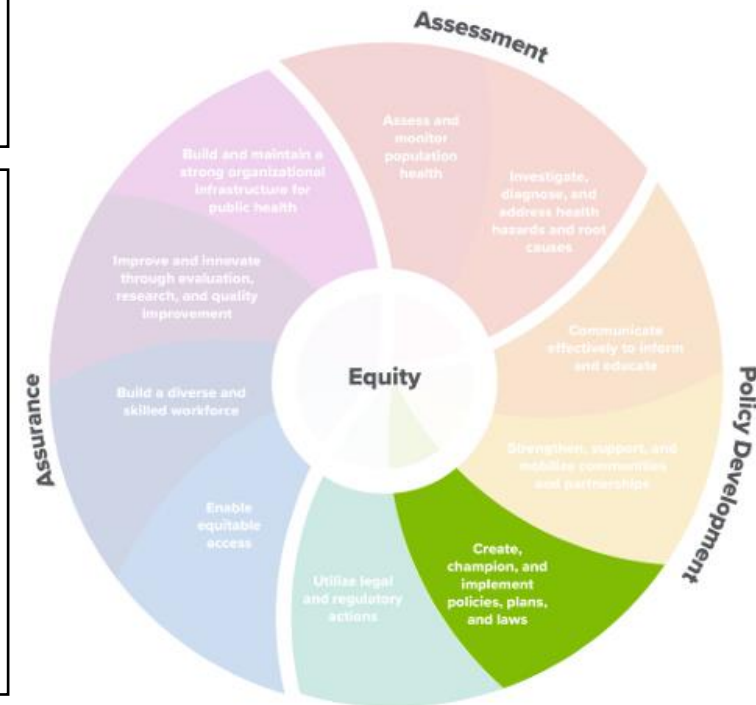 Assessment
Assess and
monitor
population
health
Investigate,
diagnose, and
address health
hazards and root
causes
Communicate
effectively to inform
and educate
Strengthen, support, and
mobilize communities
and partnerships
Policy Development
Create,
champion, and
implement
policies, plans,
and laws
Utilize legal
and regulatory
actions
Enable
equitable
access
Build a diverse and
skilled workforce
Improve and innovate
through evaluation,
research, and quality
improvement
Build and maintain a
strong organizational
infrastructure for
public health
Assurance
Equity